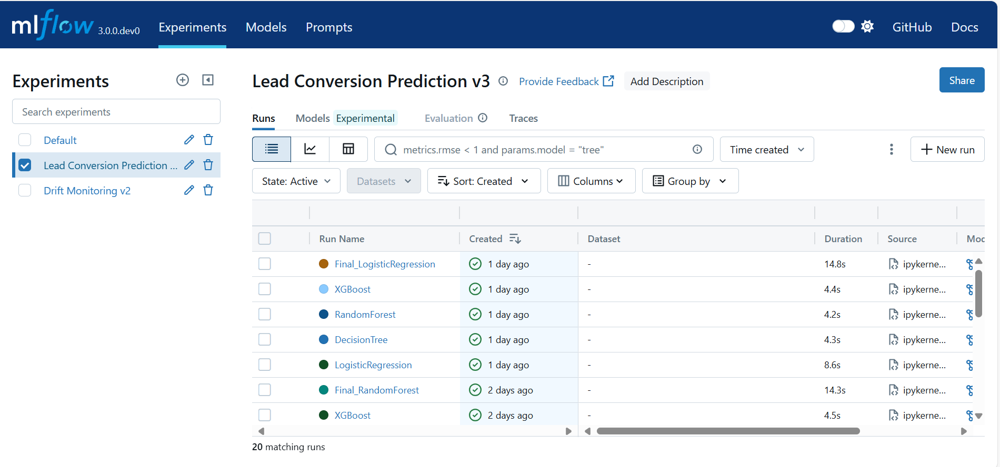 mlflow 3.0.0.dev0 Experiments Models Prompts GitHub Docs
Experiments
Search experiments
Default
Lead Conversion Prediction ...
Drift Monitoring v2
Lead Conversion Prediction v3 Provide Feedback Add Description Share
Runs Models Experimental Evaluation Traces
metrics.rmse < 1 and params.model = "tree" Time created New run
State: Active Datasets Sort: Created Columns Group by
Run Name Created Dataset Duration Source Moc
Final_LogisticRegression 1 day ago - 14.8s ipykerne...
XGBoost 1 day ago - 4.4s ipykerne...
RandomForest 1 day ago - 4.2s ipykerne...
DecisionTree 1 day ago - 4.3s ipykerne...
LogisticRegression 1 day ago - 8.6s ipykerne...
Final_RandomForest 2 days ago - 14.3s ipykerne...
XGBoost 2 days ago - 4.5s ipykerne...
20 matching runs